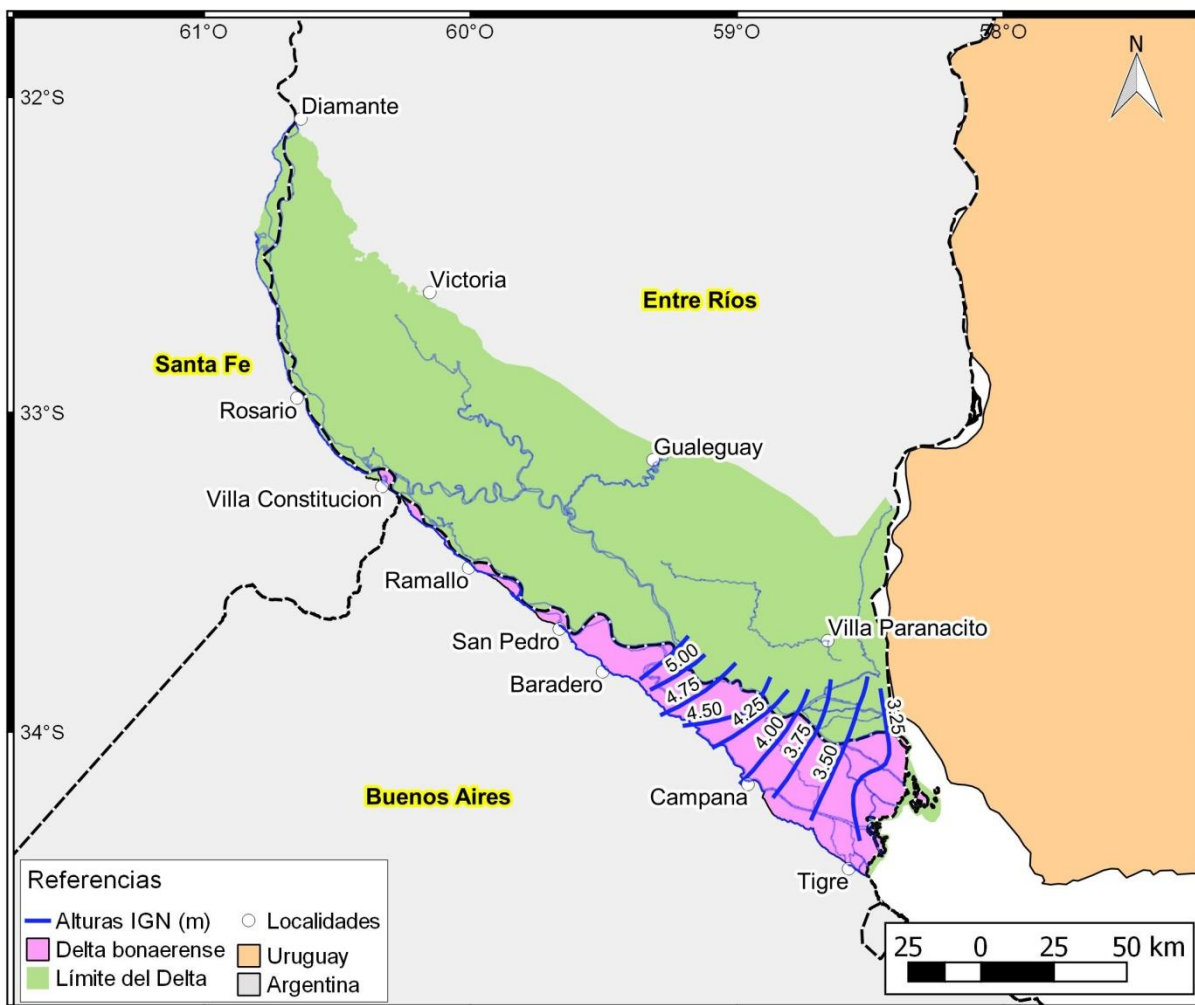 61°O
60°O
59°O
58°O
32°S
33°S
34°S
N
Diamante
Victoria
Entre Ríos
Santa Fe
Rosario
Gualeguay
Villa Constitucion
Ramallo
San Pedro
Villa Paranacito
Baradero
5.00
4.75
4.50
4.25
4.00
3.75
3.50
3.25
Campana
Buenos Aires
Tigre
Referencias
Alturas IGN (m)
Localidades
Delta bonaerense
Uruguay
Límite del Delta
Argentina
25 0 25 50 km